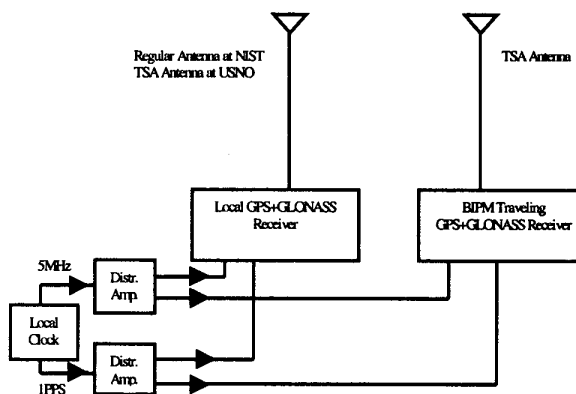 Regular Antenna at NIST
TSA Antenna at USNO
TSA Antenna
Local GPS+GLONASS
Receiver
BIPM Traveling
GPS+GLONASS Receiver
5MHz
Distr.
Amp.
Local
Clock
Distr.
Amp.
1PPS